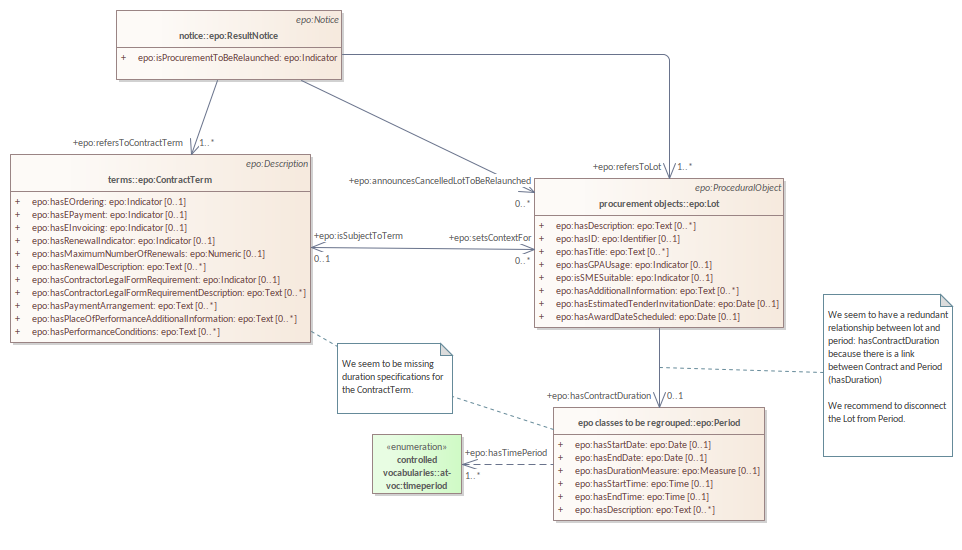 epo:Notice
notice::epo:ResultNotice
+ epo:isProcurementToBeRelaunched: epo:Indicator
+epo:refersToContractTerm
1..*
+epo:announcesCancelledLotToBeRelaunched
0..*
+epo:refersToLot
1..*
epo:Description
terms::epo:ContractTerm
+ epo:hasEOrdering: epo:Indicator [0..1]
+ epo:hasEPayment: epo:Indicator [0..1]
+ epo:hasEInvoicing: epo:Indicator [0..1]
+ epo:hasRenewalIndicator: epo:Indicator [0..1]
+ epo:hasMaximumNumberOfRenewals: epo:Numeric [0..1]
+ epo:hasRenewalDescription: epo:Text [0..*]
+ epo:hasContractorLegalFormRequirement: epo:Indicator [0..1]
+ epo:hasContractorLegalFormRequirementDescription: epo:Text [0..*]
+ epo:hasPaymentArrangement: epo:Text [0..*]
+ epo:hasPlaceOfPerformanceAdditionalInformation: epo:Text [0..*]
+ epo:hasPerformanceConditions: epo:Text [0..*]
+epo:isSubjectToTerm
0..1
+epo:setsContextFor
0..*
epo:ProceduralObject
procurement objects::epo:Lot
+ epo:hasDescription: epo:Text [0..*]
+ epo:hasID: epo:Identifier [0..1]
+ epo:hasTitle: epo:Text [0..*]
+ epo:hasGPAUsage: epo:Indicator [0..1]
+ epo:isSMESuitable: epo:Indicator [0..1]
+ epo:hasAdditionalInformation: epo:Text [0..*]
+ epo:hasEstimatedTenderInvitationDate: epo:Date [0..1]
+ epo:hasAwardDateScheduled: epo:Date [0..1]
We seem to have a redundant
relationship between lot and
period: hasContractDuration
because there is a link
between Contract and Period
(hasDuration)
We recommend to disconnect
the Lot from Period.
We seem to be missing
duration specifications for
the ContractTerm.
+epo:hasContractDuration
0..1
epo classes to be regrouped::epo:Period
+ epo:hasStartDate: epo:Date [0..1]
+ epo:hasEndDate: epo:Date [0..1]
+ epo:hasDurationMeasure: epo:Measure [0..1]
+ epo:hasStartTime: epo:Time [0..1]
+ epo:hasEndTime: epo:Time [0..1]
+ epo:hasDescription: epo:Text [0..*]
+epo:hasTimePeriod
1..*
«enumeration»
controlled
vocabularies::at-
voc:timeperiod